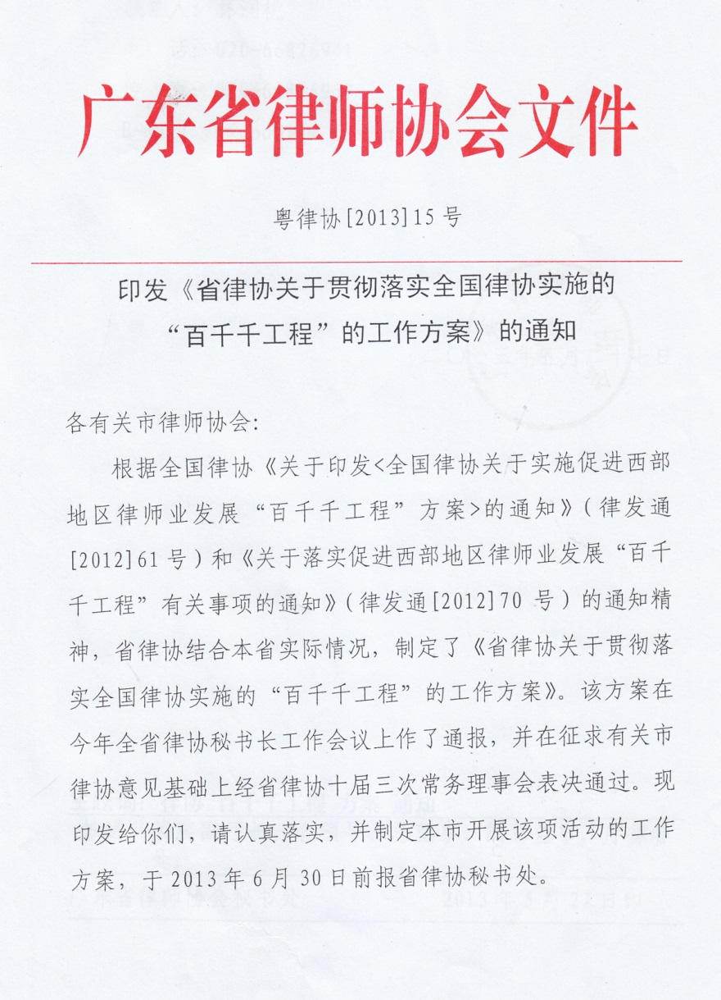 广东省律师协会文件
粤律协[2013]15 号
印发《省律协关于贯彻落实全国律协实施的
“百千千工程”的工作方案》的通知
各有关市律师协会:
根据全国律协《关于印发<全国律协关于实施促进西部
地区律师业发展“百千千工程”方案>的通知》(律发通
[2012]61 号)和《关于落实促进西部地区律师业发展“百千
千工程”有关事项的通知》(律发通[2012]70 号)的通知精
神，省律协结合本省实际情况，制定了《省律协关于贯彻落
实全国律协实施的“百千千工程”的工作方案》。该方案在
今年全省律协秘书长工作会议上作了通报，并在征求有关市
律协意见基础上经省律协十届三次常务理事会表决通过。现
印发给你们，请认真落实，并制定本市开展该项活动的工作
方案，于 2013 年 6 月 30 日前报省律协秘书处。